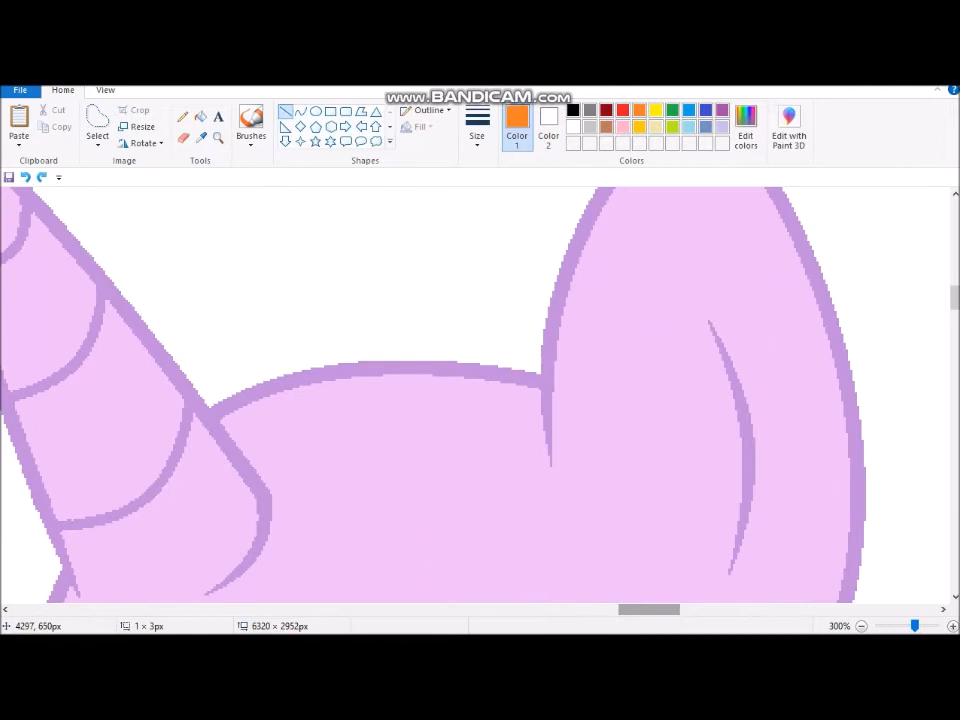 www.BANDICAM.com
File Home View
Paste
Cut
Copy
Clipboard
Select
Crop
Resize
Rotate
Image
A
Tools
Brushes
Outline
Fill
Shapes
Size
Color
1
Color
2
Edit
colors
Colors
Edit with
Paint 3D
?
4297, 650px
1 × 3px
6320 × 2952px
300%